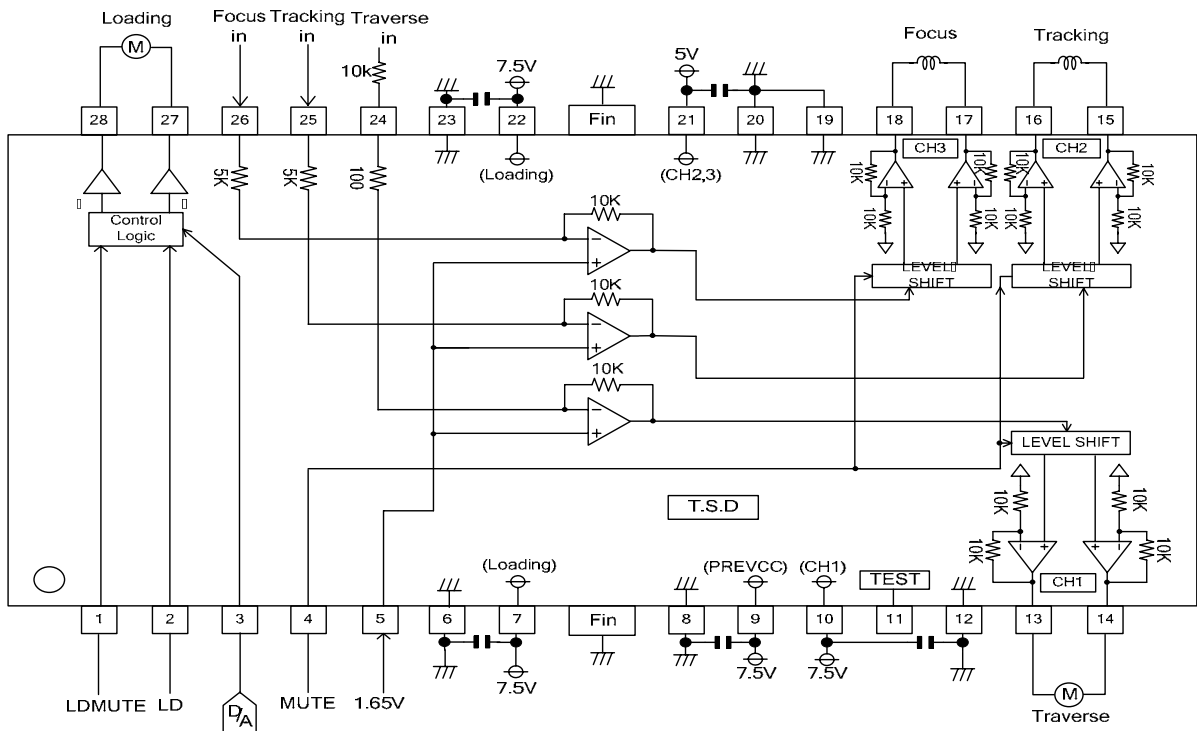 Loading
Focus Tracking Traverse
in in in
10k
7.5V
5V
Focus
Tracking
M
28
27
26
25
24
23
22
Fin
21
20
19
18
17
16
15
(Loading)
(CH2,3)
CH3
CH2
5K
5K
100
10K
10K
10K
10K
10K
10K
10K
10K
Control
Logic
10K
10K
10K
LEVEL
SHIFT
LEVEL
SHIFT
LEVEL SHIFT
10K
10K
10K
10K
T.S.D
(Loading)
(PREVCC)
(CH1)
TEST
CH1
1
2
3
4
5
6
7
Fin
8
9
10
11
12
13
14
LDMUTE
LD
D/A
MUTE
1.65V
7.5V
7.5V
7.5V
M
Traverse